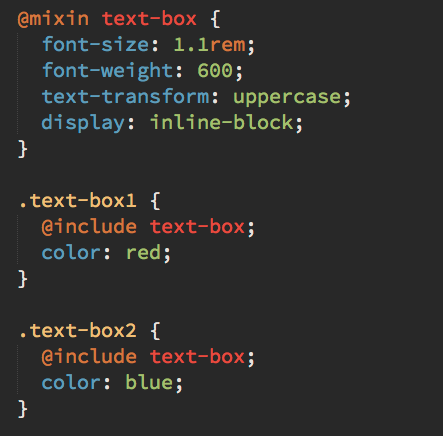 @mixin text-box {
  font-size: 1.1rem;
  font-weight: 600;
  text-transform: uppercase;
  display: inline-block;
}

.text-box1 {
  @include text-box;
  color: red;
}

.text-box2 {
  @include text-box;
  color: blue;
}